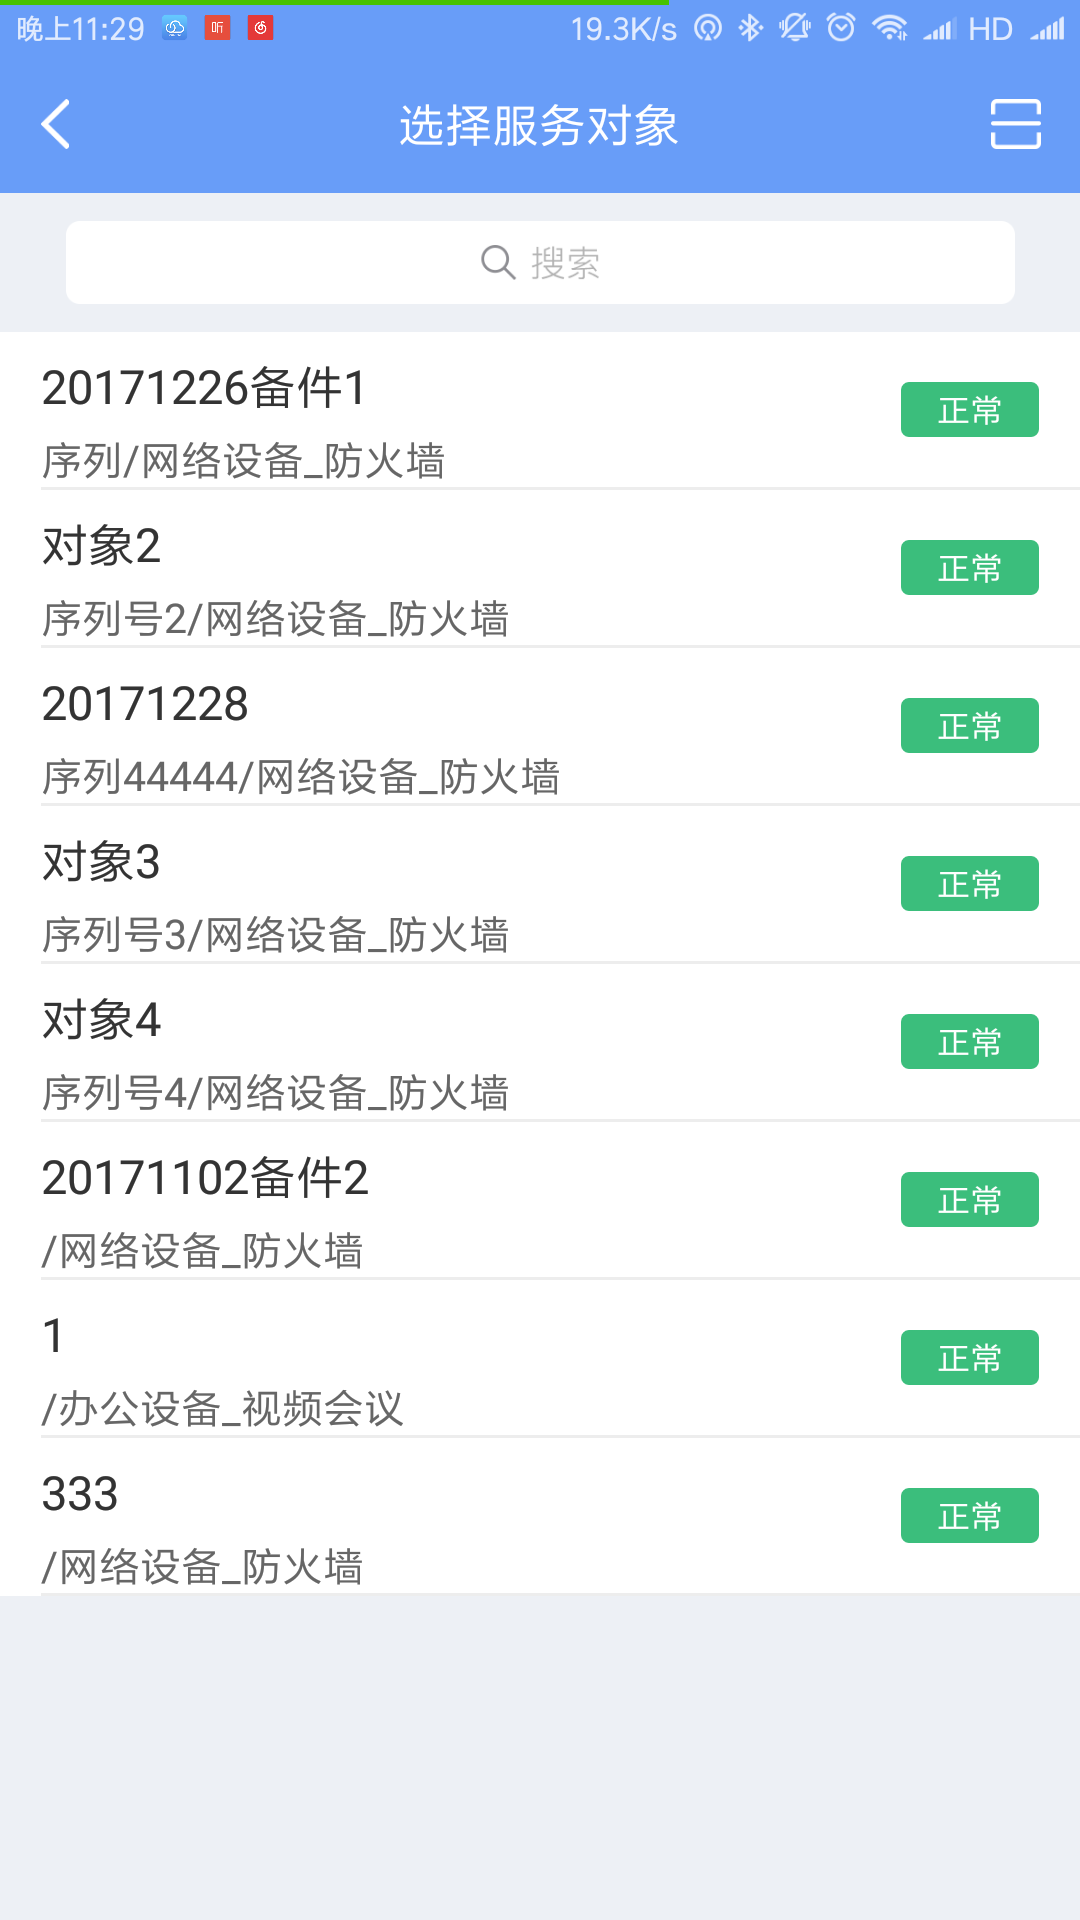 晚上11:29 听 19.3K/s HD
选择服务对象
搜索
20171226备件1
正常
序列/网络设备_防火墙
对象2
正常
序列号2/网络设备_防火墙
20171228
正常
序列44444/网络设备_防火墙
对象3
正常
序列号3/网络设备_防火墙
对象4
正常
序列号4/网络设备_防火墙
20171102备件2
正常
/网络设备_防火墙
1
正常
/办公设备_视频会议
333
正常
/网络设备_防火墙